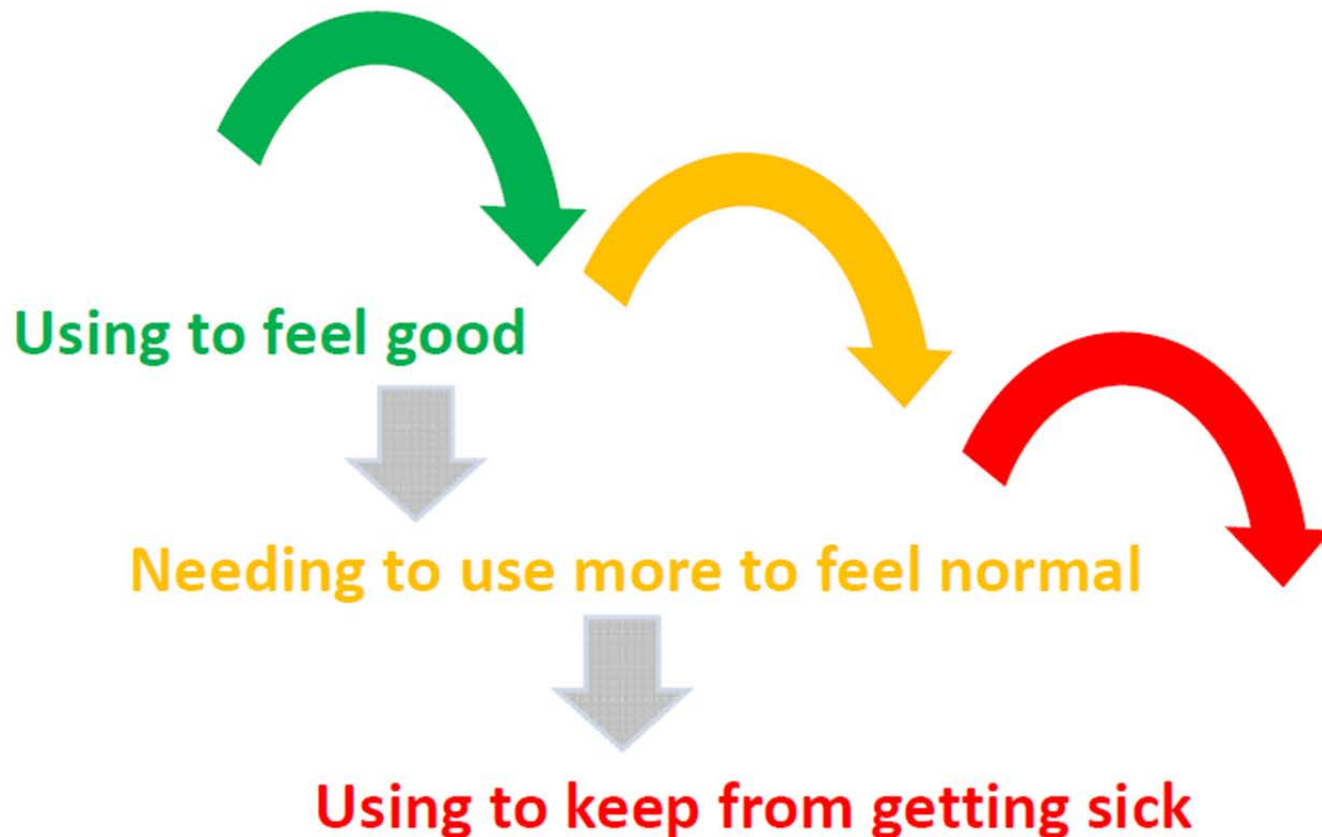 Using to feel good
Needing to use more to feel normal
Using to keep from getting sick